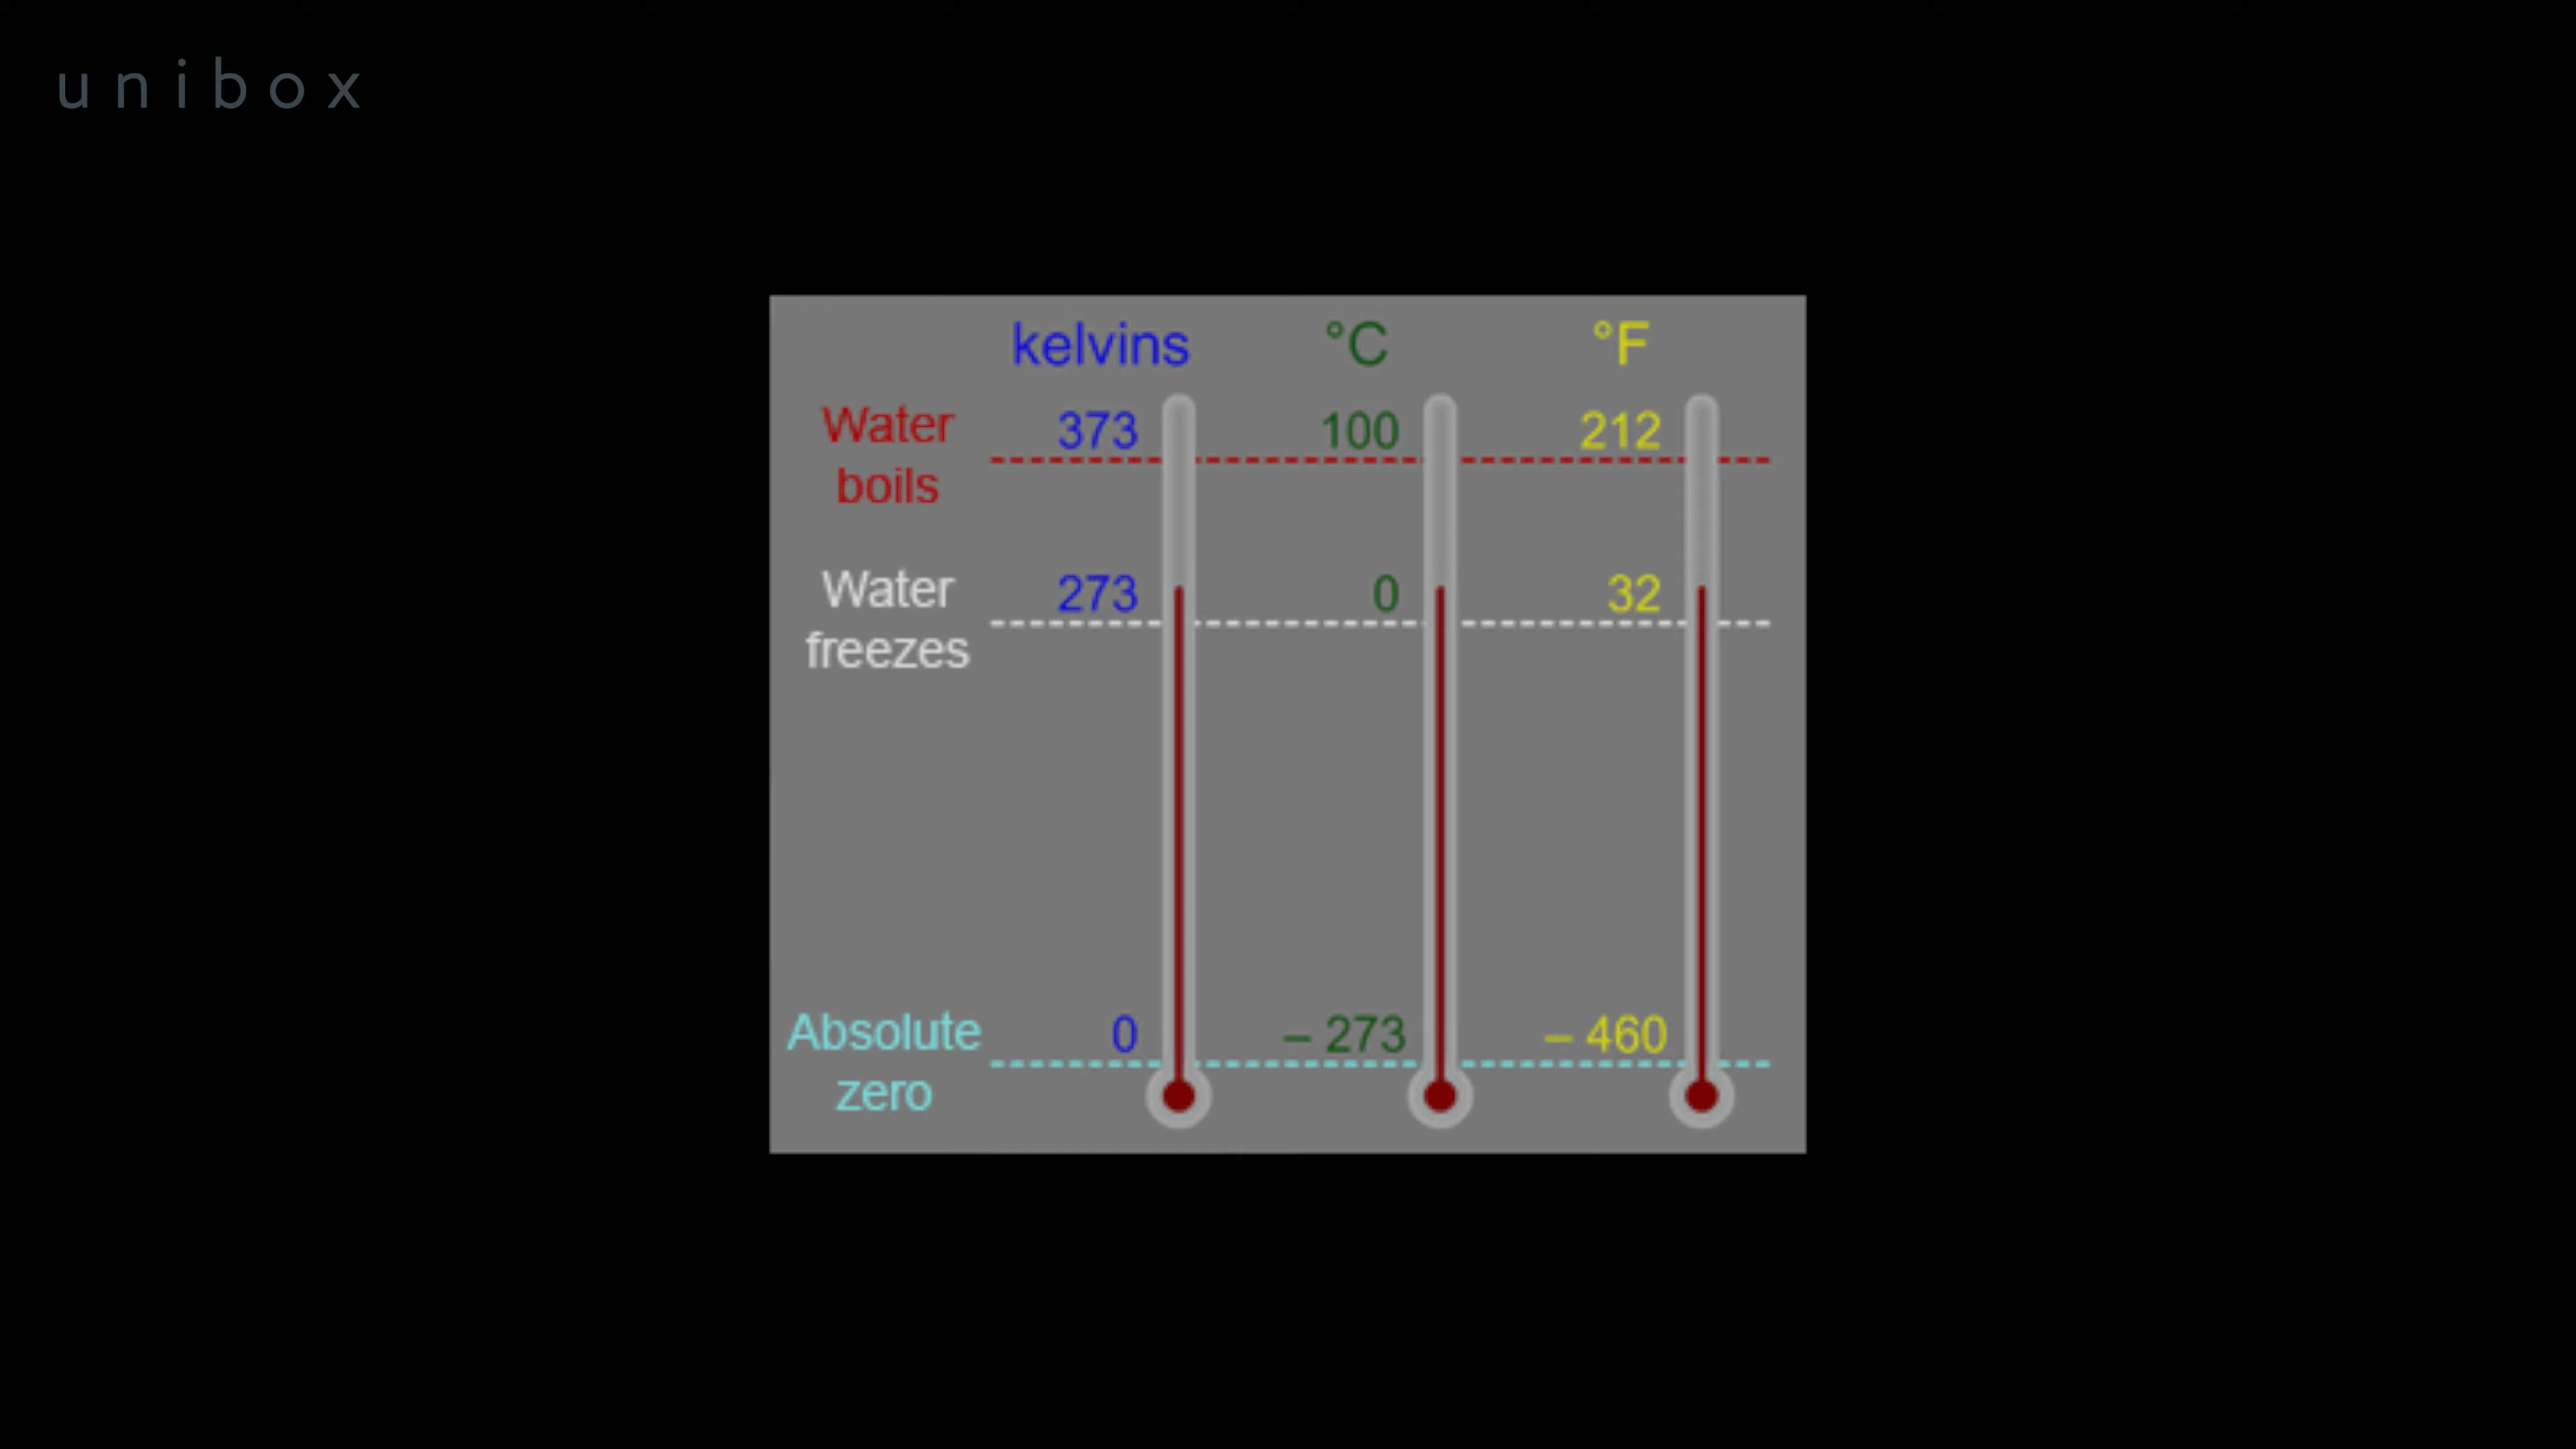 unibox
kelvins °C °F
Water boils 373 100 212
Water freezes 273 0 32
Absolute zero 0 – 273 – 460